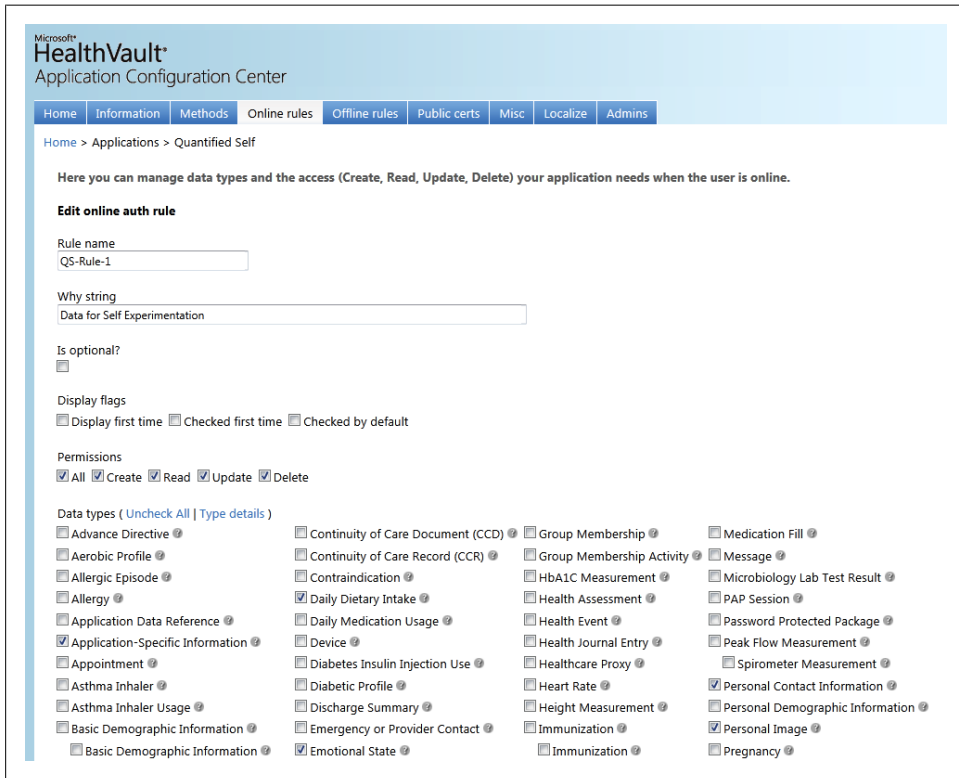 Microsoft®
HealthVault®
Application Configuration Center
Home Information Methods Online rules Offline rules Public certs Misc Localize Admins
Home > Applications > Quantified Self
Here you can manage data types and the access (Create, Read, Update, Delete) your application needs when the user is online.
Edit online auth rule
Rule name
QS-Rule-1
Why string
Data for Self Experimentation
Is optional?
Display flags
Display first time Checked first time Checked by default
Permissions
All Create Read Update Delete
Data types ( Uncheck All | Type details )
Advance Directive Continuity of Care Document (CCD) Group Membership Medication Fill
Aerobic Profile Continuity of Care Record (CCR) Group Membership Activity Message
Allergic Episode Contraindication HbA1C Measurement Microbiology Lab Test Result
Allergy Daily Dietary Intake Health Assessment PAP Session
Application Data Reference Daily Medication Usage Health Event Password Protected Package
Application-Specific Information Device Health Journal Entry Peak Flow Measurement
Appointment Diabetes Insulin Injection Use Healthcare Proxy Spirometer Measurement
Asthma Inhaler Diabetic Profile Heart Rate Personal Contact Information
Asthma Inhaler Usage Discharge Summary Height Measurement Personal Demographic Information
Basic Demographic Information Emergency or Provider Contact Immunization Personal Image
Basic Demographic Information Emotional State Immunization Pregnancy